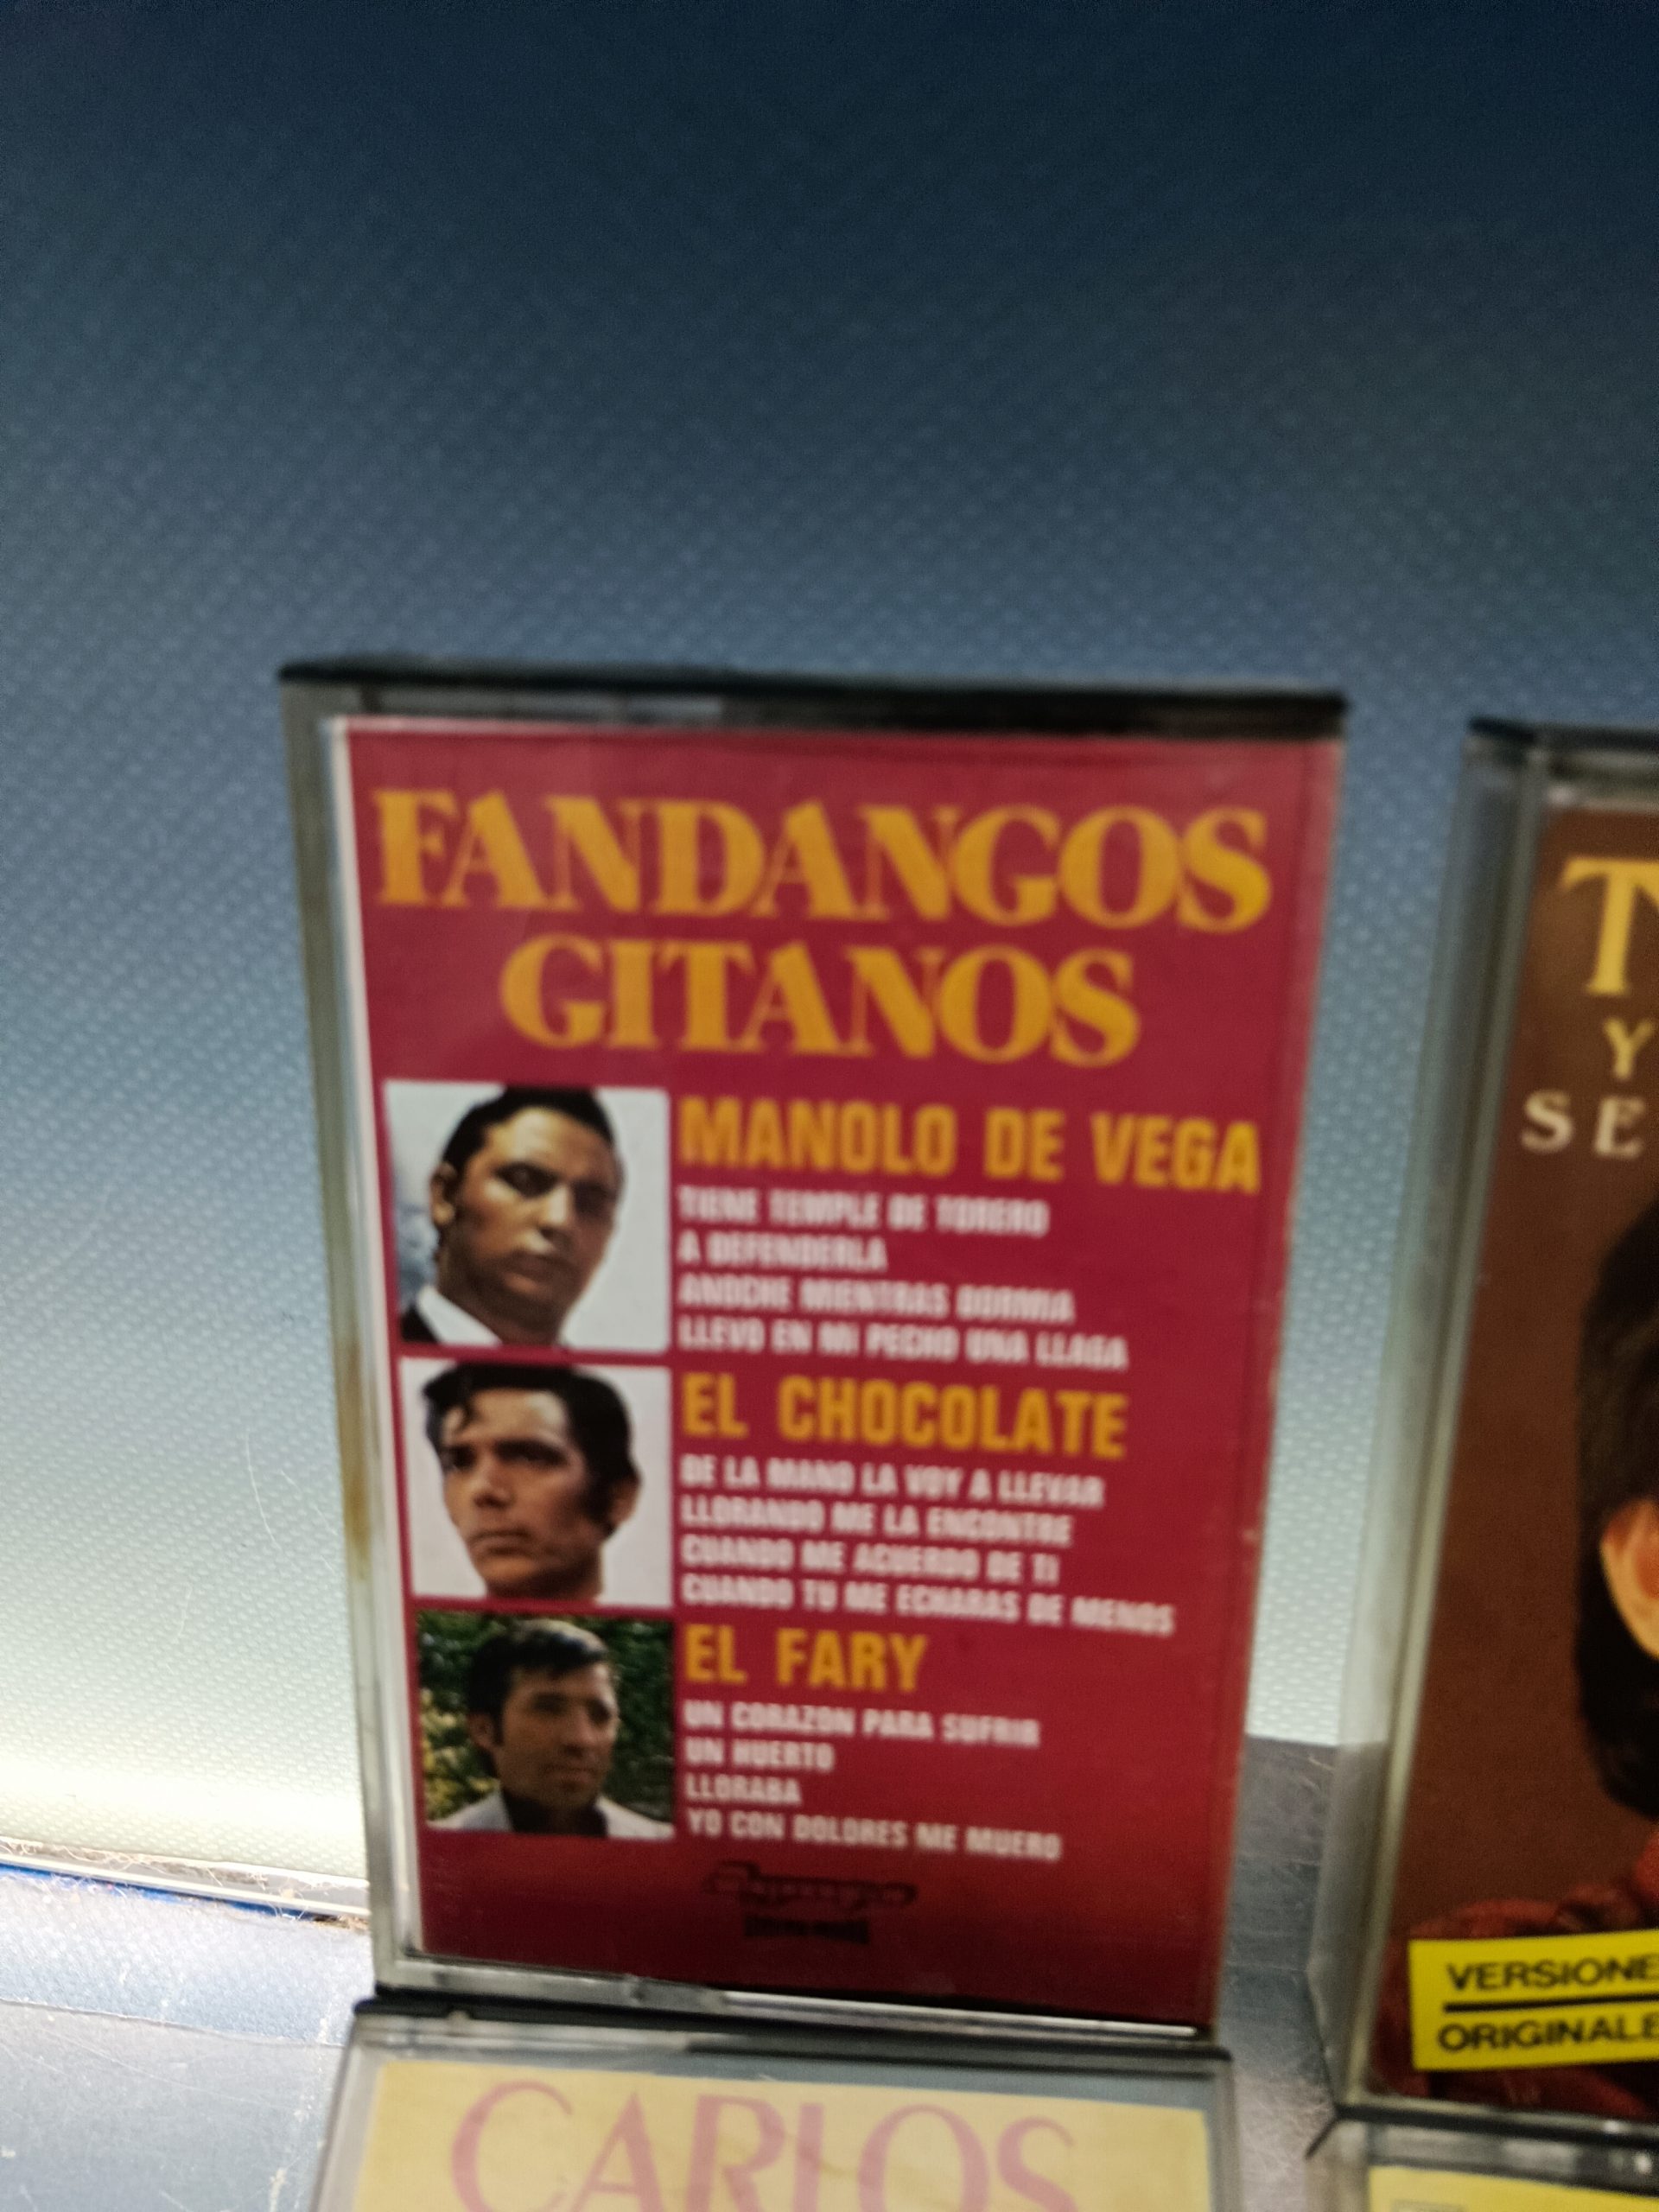 FANDANGOS
GITANOS
MANOLO DE VEGA
TIENE TEMPLE DE TORERO
A DEFENDERLA
ANOCHE MIENTRAS DORMIA
LLEVO EN MI PECHO UNA LLAGA
EL CHOCOLATE
DE LA MANO LA VOY A LLEVAR
LLORANDO ME LA ENCONTRE
CUANDO ME ACUERDO DE TI
CUANDO TU ME ECHARAS DE MENOS
EL FARY
UN CORAZON PARA SUFRIR
UN HUERTO
LLORABA
YO CON DOLORES ME MUERO
Y
SE
VERSIONE
ORIGINALE
CARLOS